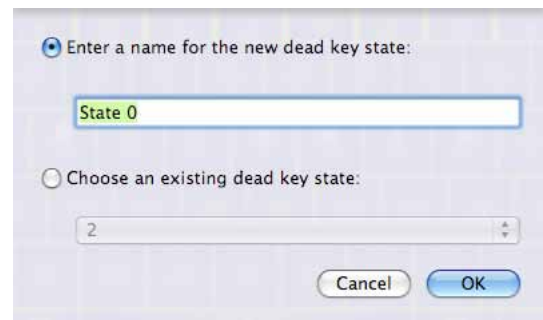 Enter a name for the new dead key state:
State 0
Choose an existing dead key state:
2
Cancel OK